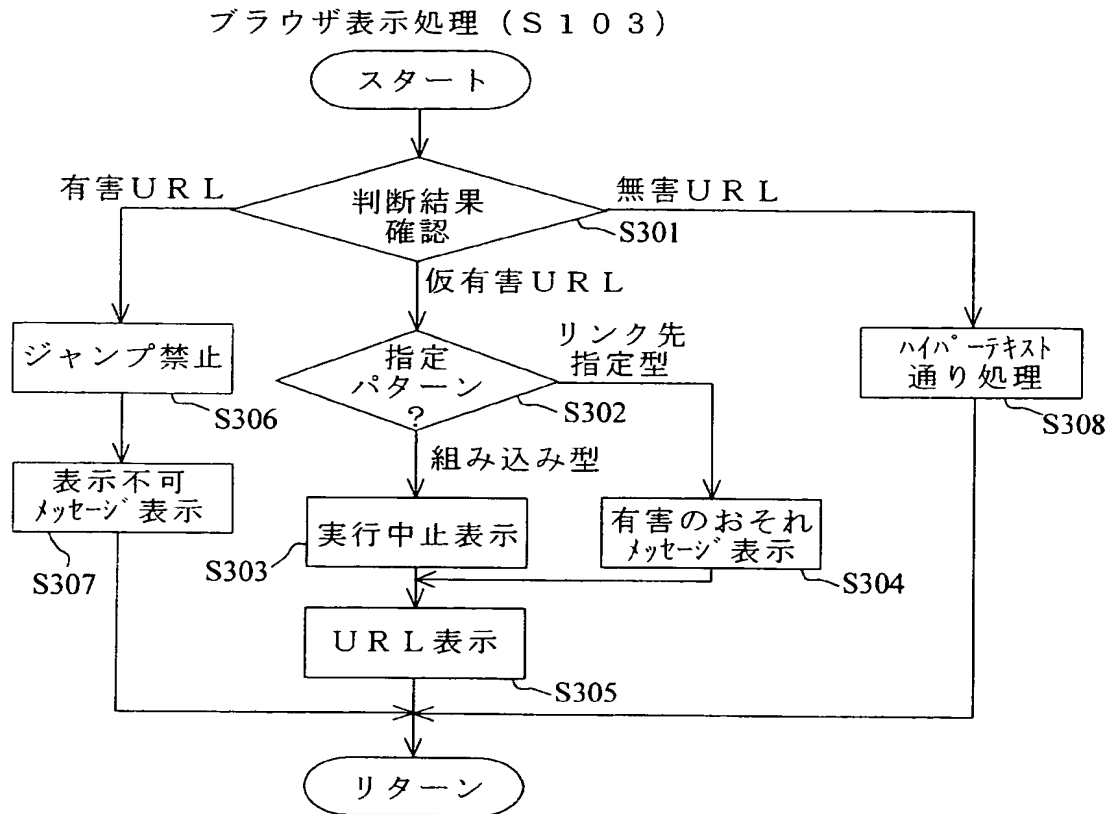 ブラウザ表示処理（Ｓ１０３）
スタート
有害ＵＲＬ
判断結果
確認
無害ＵＲＬ
S301
仮有害ＵＲＬ
ジャンプ禁止
S306
指定
パターン
？
リンク先
指定型
S302
ﾊｲﾊﾟｰテキスト
通り処理
S308
組み込み型
表示不可
ﾒｯｾｰｼﾞ表示
S307
実行中止表示
S303
有害のおそれ
ﾒｯｾｰｼﾞ表示
S304
ＵＲＬ表示
S305
リターン